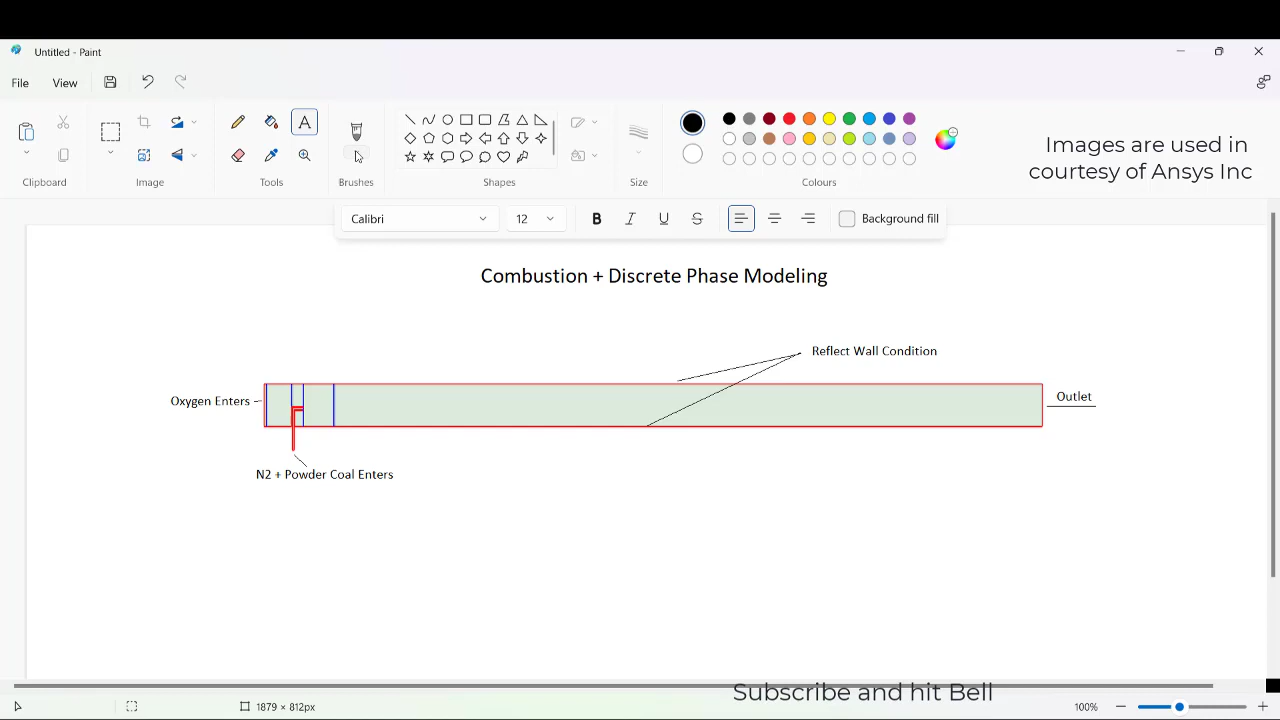 Untitled - Paint
File View
Images are used in
courtesy of Ansys Inc
Clipboard Image Tools Brushes Shapes Size Colours
Calibri 12 B I U S Background fill
Combustion + Discrete Phase Modeling
Reflect Wall Condition
Oxygen Enters
Outlet
N2 + Powder Coal Enters
Subscribe and hit Bell
1879 × 812px 100%